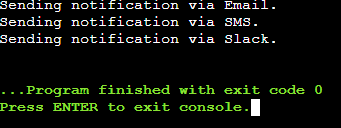 Sending notification via Email.
Sending notification via SMS.
Sending notification via Slack.
...Program finished with exit code 0
Press ENTER to exit console.